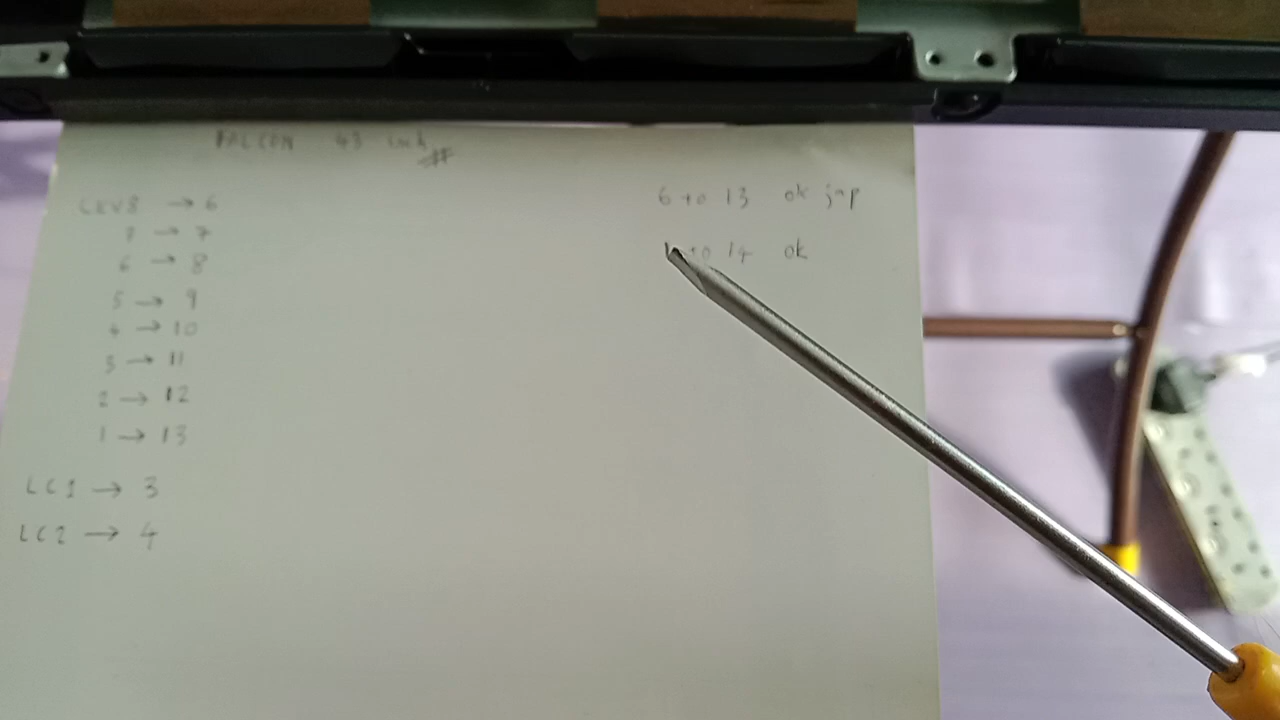 FALCON 43 inch
CKV8 → 6
7 → 7
6 → 8
5 → 9
4 → 10
3 → 11
2 → 12
1 → 13
LC1 → 3
LC2 → 4
6 to 13 ok jmp
to 14 ok